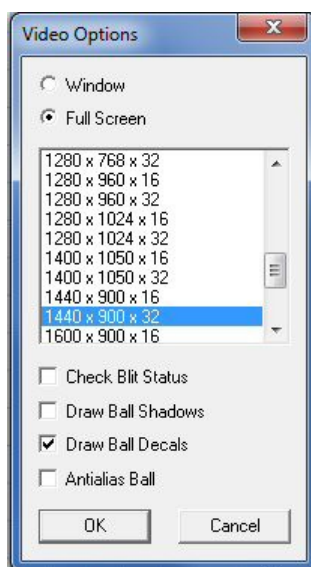 Video Options
Window
Full Screen
1280 x 768 x 32
1280 x 960 x 16
1280 x 960 x 32
1280 x 1024 x 16
1280 x 1024 x 32
1400 x 1050 x 16
1400 x 1050 x 32
1440 x 900 x 16
1440 x 900 x 32
1600 x 900 x 16
Check Blit Status
Draw Ball Shadows
Draw Ball Decals
Antialias Ball
OK Cancel